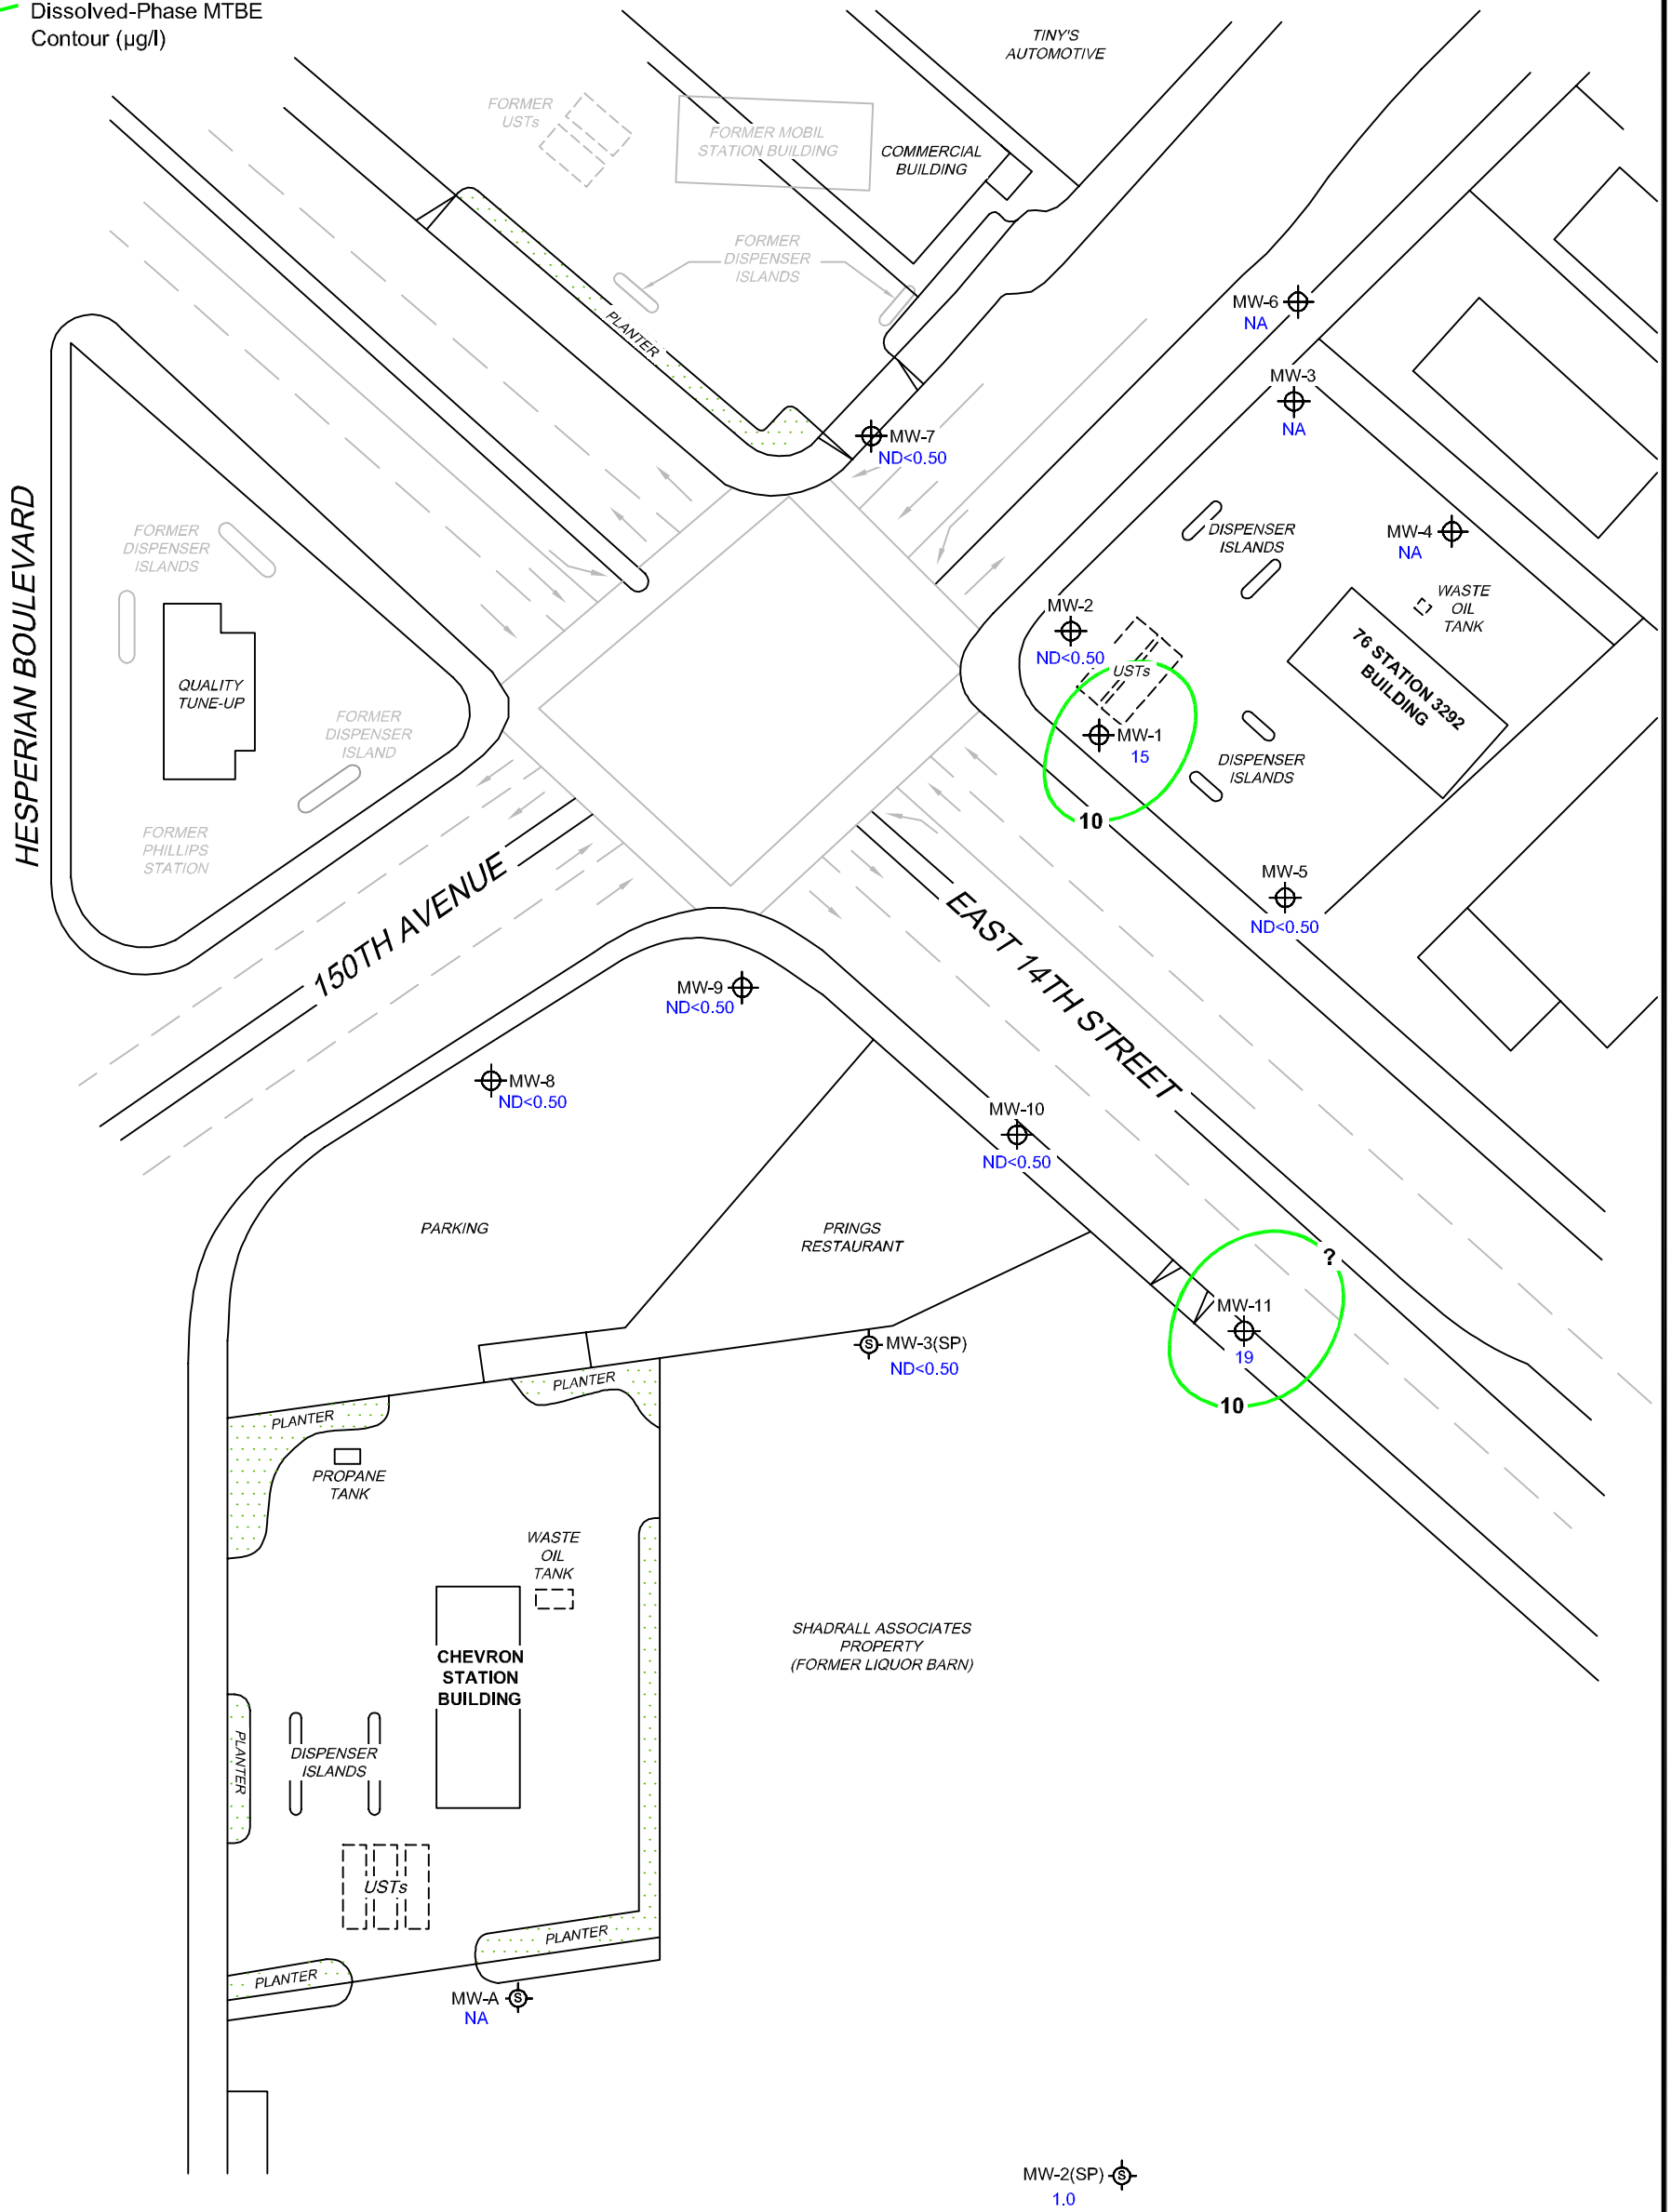 Dissolved-Phase MTBE
Contour (µg/l)
TINY'S
AUTOMOTIVE
FORMER
USTs
FORMER MOBIL
STATION BUILDING
COMMERCIAL
BUILDING
FORMER
DISPENSER
ISLANDS
PLANTER
MW-6
NA
MW-3
NA
MW-7
ND<0.50
HESPERIAN BOULEVARD
FORMER
DISPENSER
ISLANDS
DISPENSER
ISLANDS
MW-4
NA
WASTE
OIL
TANK
MW-2
ND<0.50
USTs
76 STATION 3292
BUILDING
QUALITY
TUNE-UP
FORMER
DISPENSER
ISLAND
MW-1
15
DISPENSER
ISLANDS
10
FORMER
PHILLIPS
STATION
150TH AVENUE
EAST 14TH STREET
MW-5
ND<0.50
MW-9
ND<0.50
MW-8
ND<0.50
MW-10
ND<0.50
PARKING
PRINGS
RESTAURANT
?
MW-11
19
10
MW-3(SP)
ND<0.50
S
PLANTER
PLANTER
PROPANE
TANK
WASTE
OIL
TANK
CHEVRON
STATION
BUILDING
SHADRALL ASSOCIATES
PROPERTY
(FORMER LIQUOR BARN)
PLANTER
DISPENSER
ISLANDS
USTs
PLANTER
PLANTER
MW-A
NA
S
MW-2(SP)
1.0
S